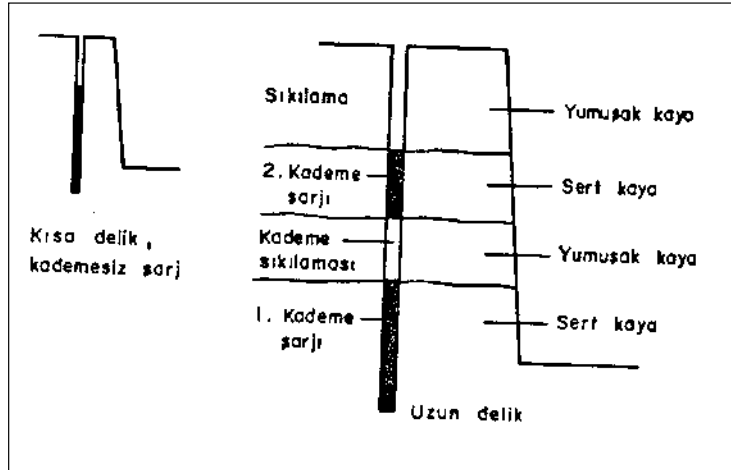 Kısa delik,
kademesiz şarj
Sıkılama
2. Kademe
şarjı
Kademe
sıkılaması
1. Kademe
şarjı
Yumuşak kaya
Sert kaya
Yumuşak kaya
Sert kaya
Uzun delik